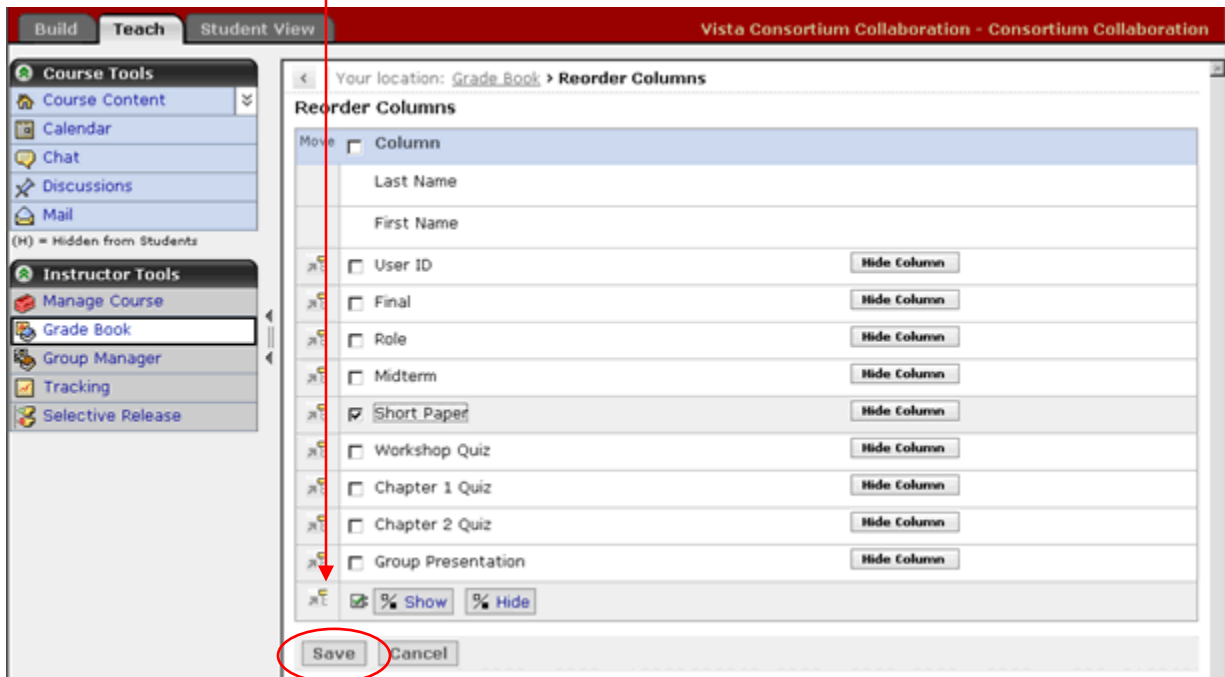 Build Teach Student View Vista Consortium Collaboration - Consortium Collaboration
Course Tools
Course Content
Calendar
Chat
Discussions
Mail
(H) = Hidden from Students
Instructor Tools
Manage Course
Grade Book
Group Manager
Tracking
Selective Release
Your location: Grade Book > Reorder Columns
Reorder Columns
Move Column
Last Name
First Name
User ID Hide Column
Final Hide Column
Role Hide Column
Midterm Hide Column
Short Paper Hide Column
Workshop Quiz Hide Column
Chapter 1 Quiz Hide Column
Chapter 2 Quiz Hide Column
Group Presentation Hide Column
Show Hide
Save Cancel